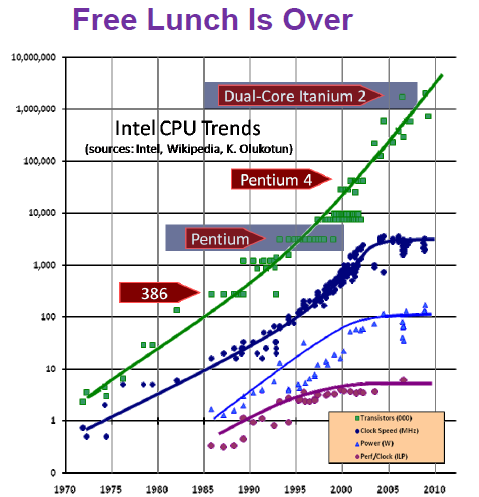 Free Lunch Is Over
10,000,000
1,000,000
100,000
10,000
1,000
100
10
1
0
Dual-Core Itanium 2
Intel CPU Trends
(sources: Intel, Wikipedia, K. Olukotun)
Pentium 4
Pentium
386
Transistors (000)
Clock Speed (MHz)
Power (W)
Perf/Clock (ILP)
1970
1975
1980
1985
1990
1995
2000
2005
2010